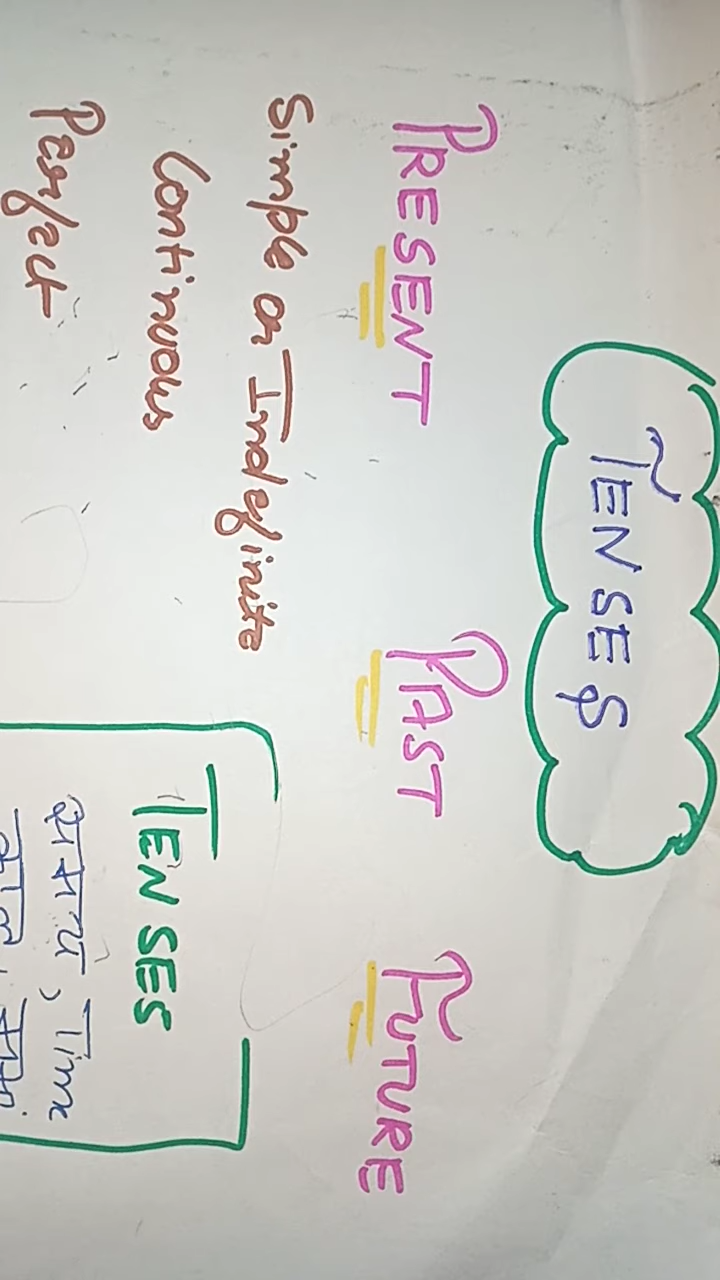 TENSES
PRESENT PAST FUTURE
Simple or Indefinite
Continuous
Perfect
TENSES
समय, Time